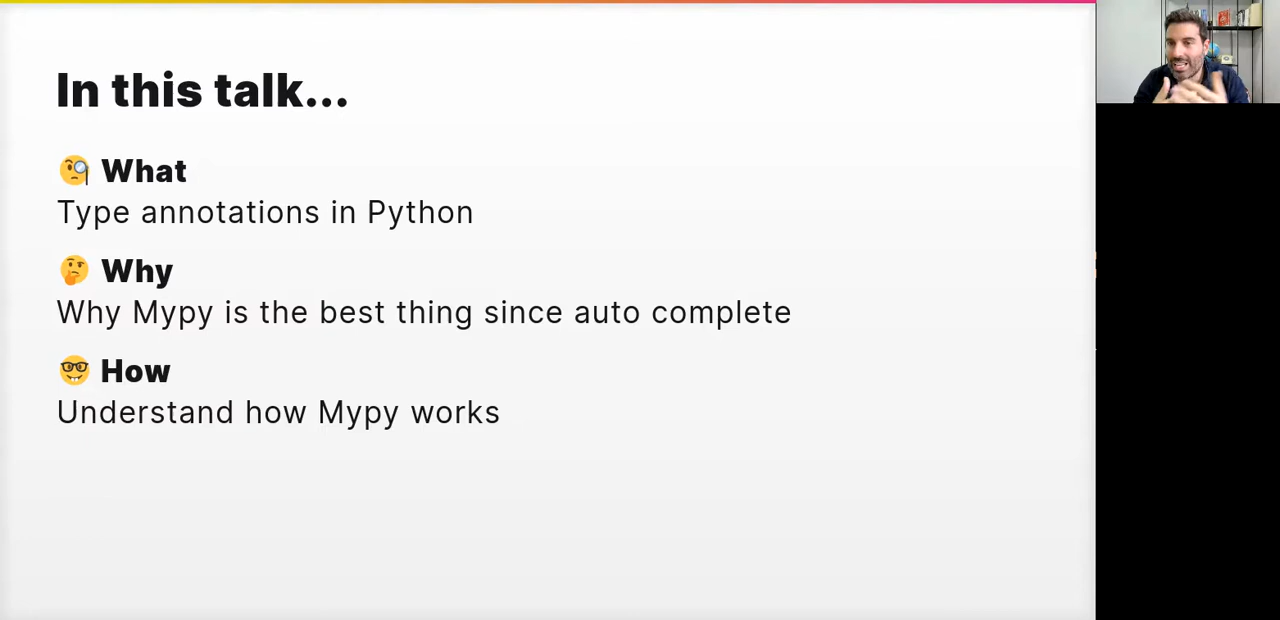 In this talk...
🧐 What
Type annotations in Python
🤔 Why
Why Mypy is the best thing since auto complete
🤓 How
Understand how Mypy works